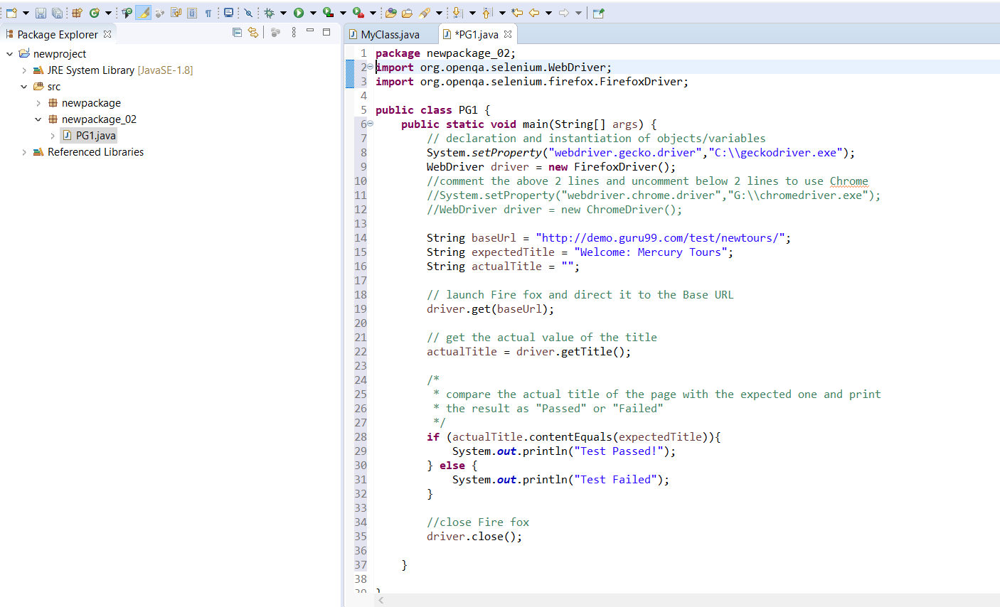 Package Explorer
newproject
JRE System Library [JavaSE-1.8]
src
newpackage
newpackage_02
PG1.java
Referenced Libraries
MyClass.java
*PG1.java
1 package newpackage_02;
2 import org.openqa.selenium.WebDriver;
3 import org.openqa.selenium.firefox.FirefoxDriver;
4
5 public class PG1 {
6 public static void main(String[] args) {
7 // declaration and instantiation of objects/variables
8 System.setProperty("webdriver.gecko.driver","C:\\geckodriver.exe");
9 WebDriver driver = new FirefoxDriver();
10 //comment the above 2 lines and uncomment below 2 lines to use Chrome
11 //System.setProperty("webdriver.chrome.driver","G:\\chromedriver.exe");
12 //WebDriver driver = new ChromeDriver();
13
14 String baseUrl = "http://demo.guru99.com/test/newtours/";
15 String expectedTitle = "Welcome: Mercury Tours";
16 String actualTitle = "";
17
18 // launch Fire fox and direct it to the Base URL
19 driver.get(baseUrl);
20
21 // get the actual value of the title
22 actualTitle = driver.getTitle();
23
24 /*
25 * compare the actual title of the page with the expected one and print
26 * the result as "Passed" or "Failed"
27 */
28 if (actualTitle.contentEquals(expectedTitle)){
29 System.out.println("Test Passed!");
30 } else {
31 System.out.println("Test Failed");
32 }
33
34 //close Fire fox
35 driver.close();
36
37 }
38
39 }